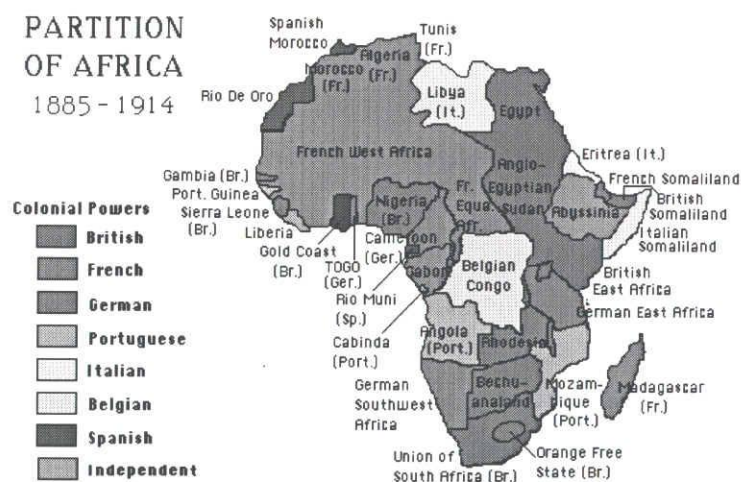 PARTITION
OF AFRICA
1885 - 1914
Spanish
Morocco
Tunis
(Fr.)
Algeria
(Fr.)
Morocco
(Fr.)
Rio De Oro
Libya
(It.)
Egypt
French West Africa
Eritrea (It.)
Gambia (Br.)
Port. Guinea
Sierra Leone
(Br.)
Liberia
Gold Coast
(Br.)
TOGO
(Ger.)
Nigeria
(Br.)
Cameroon
(Ger.)
Fr.
Equa.
Afr.
Anglo-
Egyptian
Sudan
French Somaliland
British
Somaliland
Italian
Somaliland
Abyssinia
Rio Muni
(Sp.)
Gabon
Cabinda
(Port.)
Belgian
Congo
British
East Africa
German East Africa
Angola
(Port.)
Rhodesia
German
Southwest
Africa
Bechu-
analand
Mozam-
bique
(Port.)
Madagascar
(Fr.)
Union of
South Africa (Br.)
Orange Free
State (Br.)
Colonial Powers
British
French
German
Portuguese
Italian
Belgian
Spanish
Independent